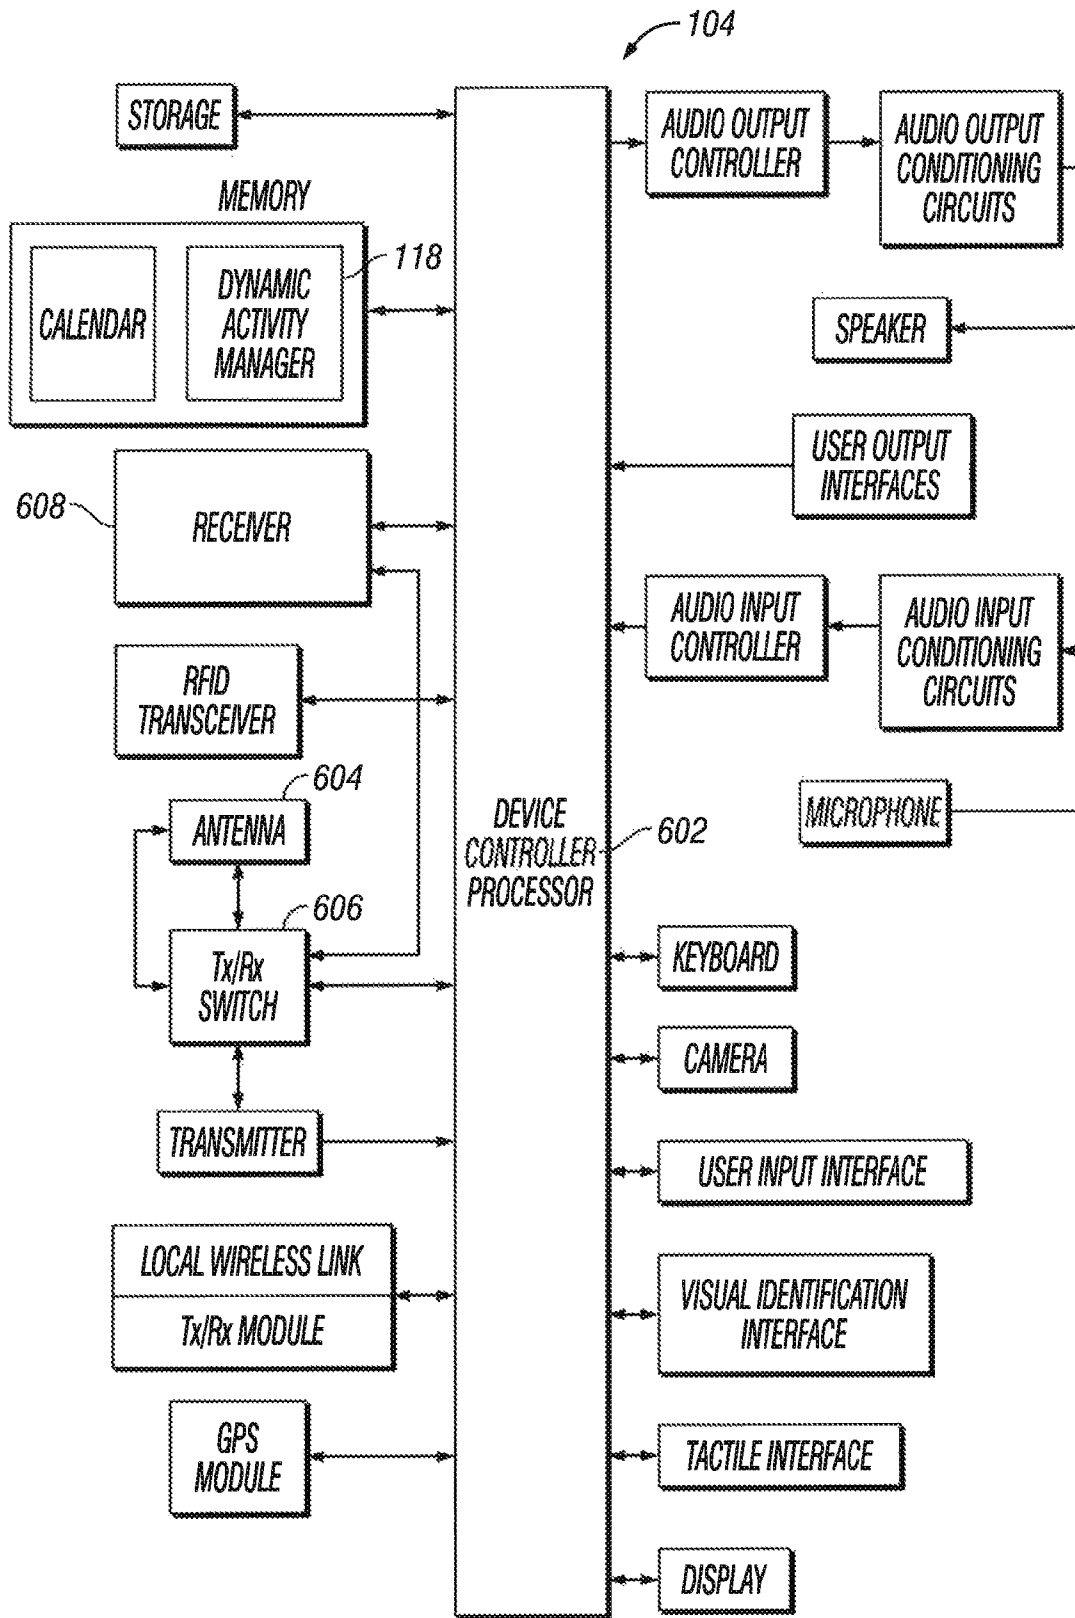 104
STORAGE
MEMORY
CALENDAR
DYNAMIC
ACTIVITY
MANAGER
118
608
RECEIVER
RFID
TRANSCEIVER
604
ANTENNA
606
Tx/Rx
SWITCH
TRANSMITTER
LOCAL WIRELESS LINK
Tx/Rx MODULE
GPS
MODULE
DEVICE
CONTROLLER
PROCESSOR
602
AUDIO OUTPUT
CONTROLLER
AUDIO OUTPUT
CONDITIONING
CIRCUITS
SPEAKER
USER OUTPUT
INTERFACES
AUDIO INPUT
CONTROLLER
AUDIO INPUT
CONDITIONING
CIRCUITS
MICROPHONE
KEYBOARD
CAMERA
USER INPUT INTERFACE
VISUAL IDENTIFICATION
INTERFACE
TACTILE INTERFACE
DISPLAY